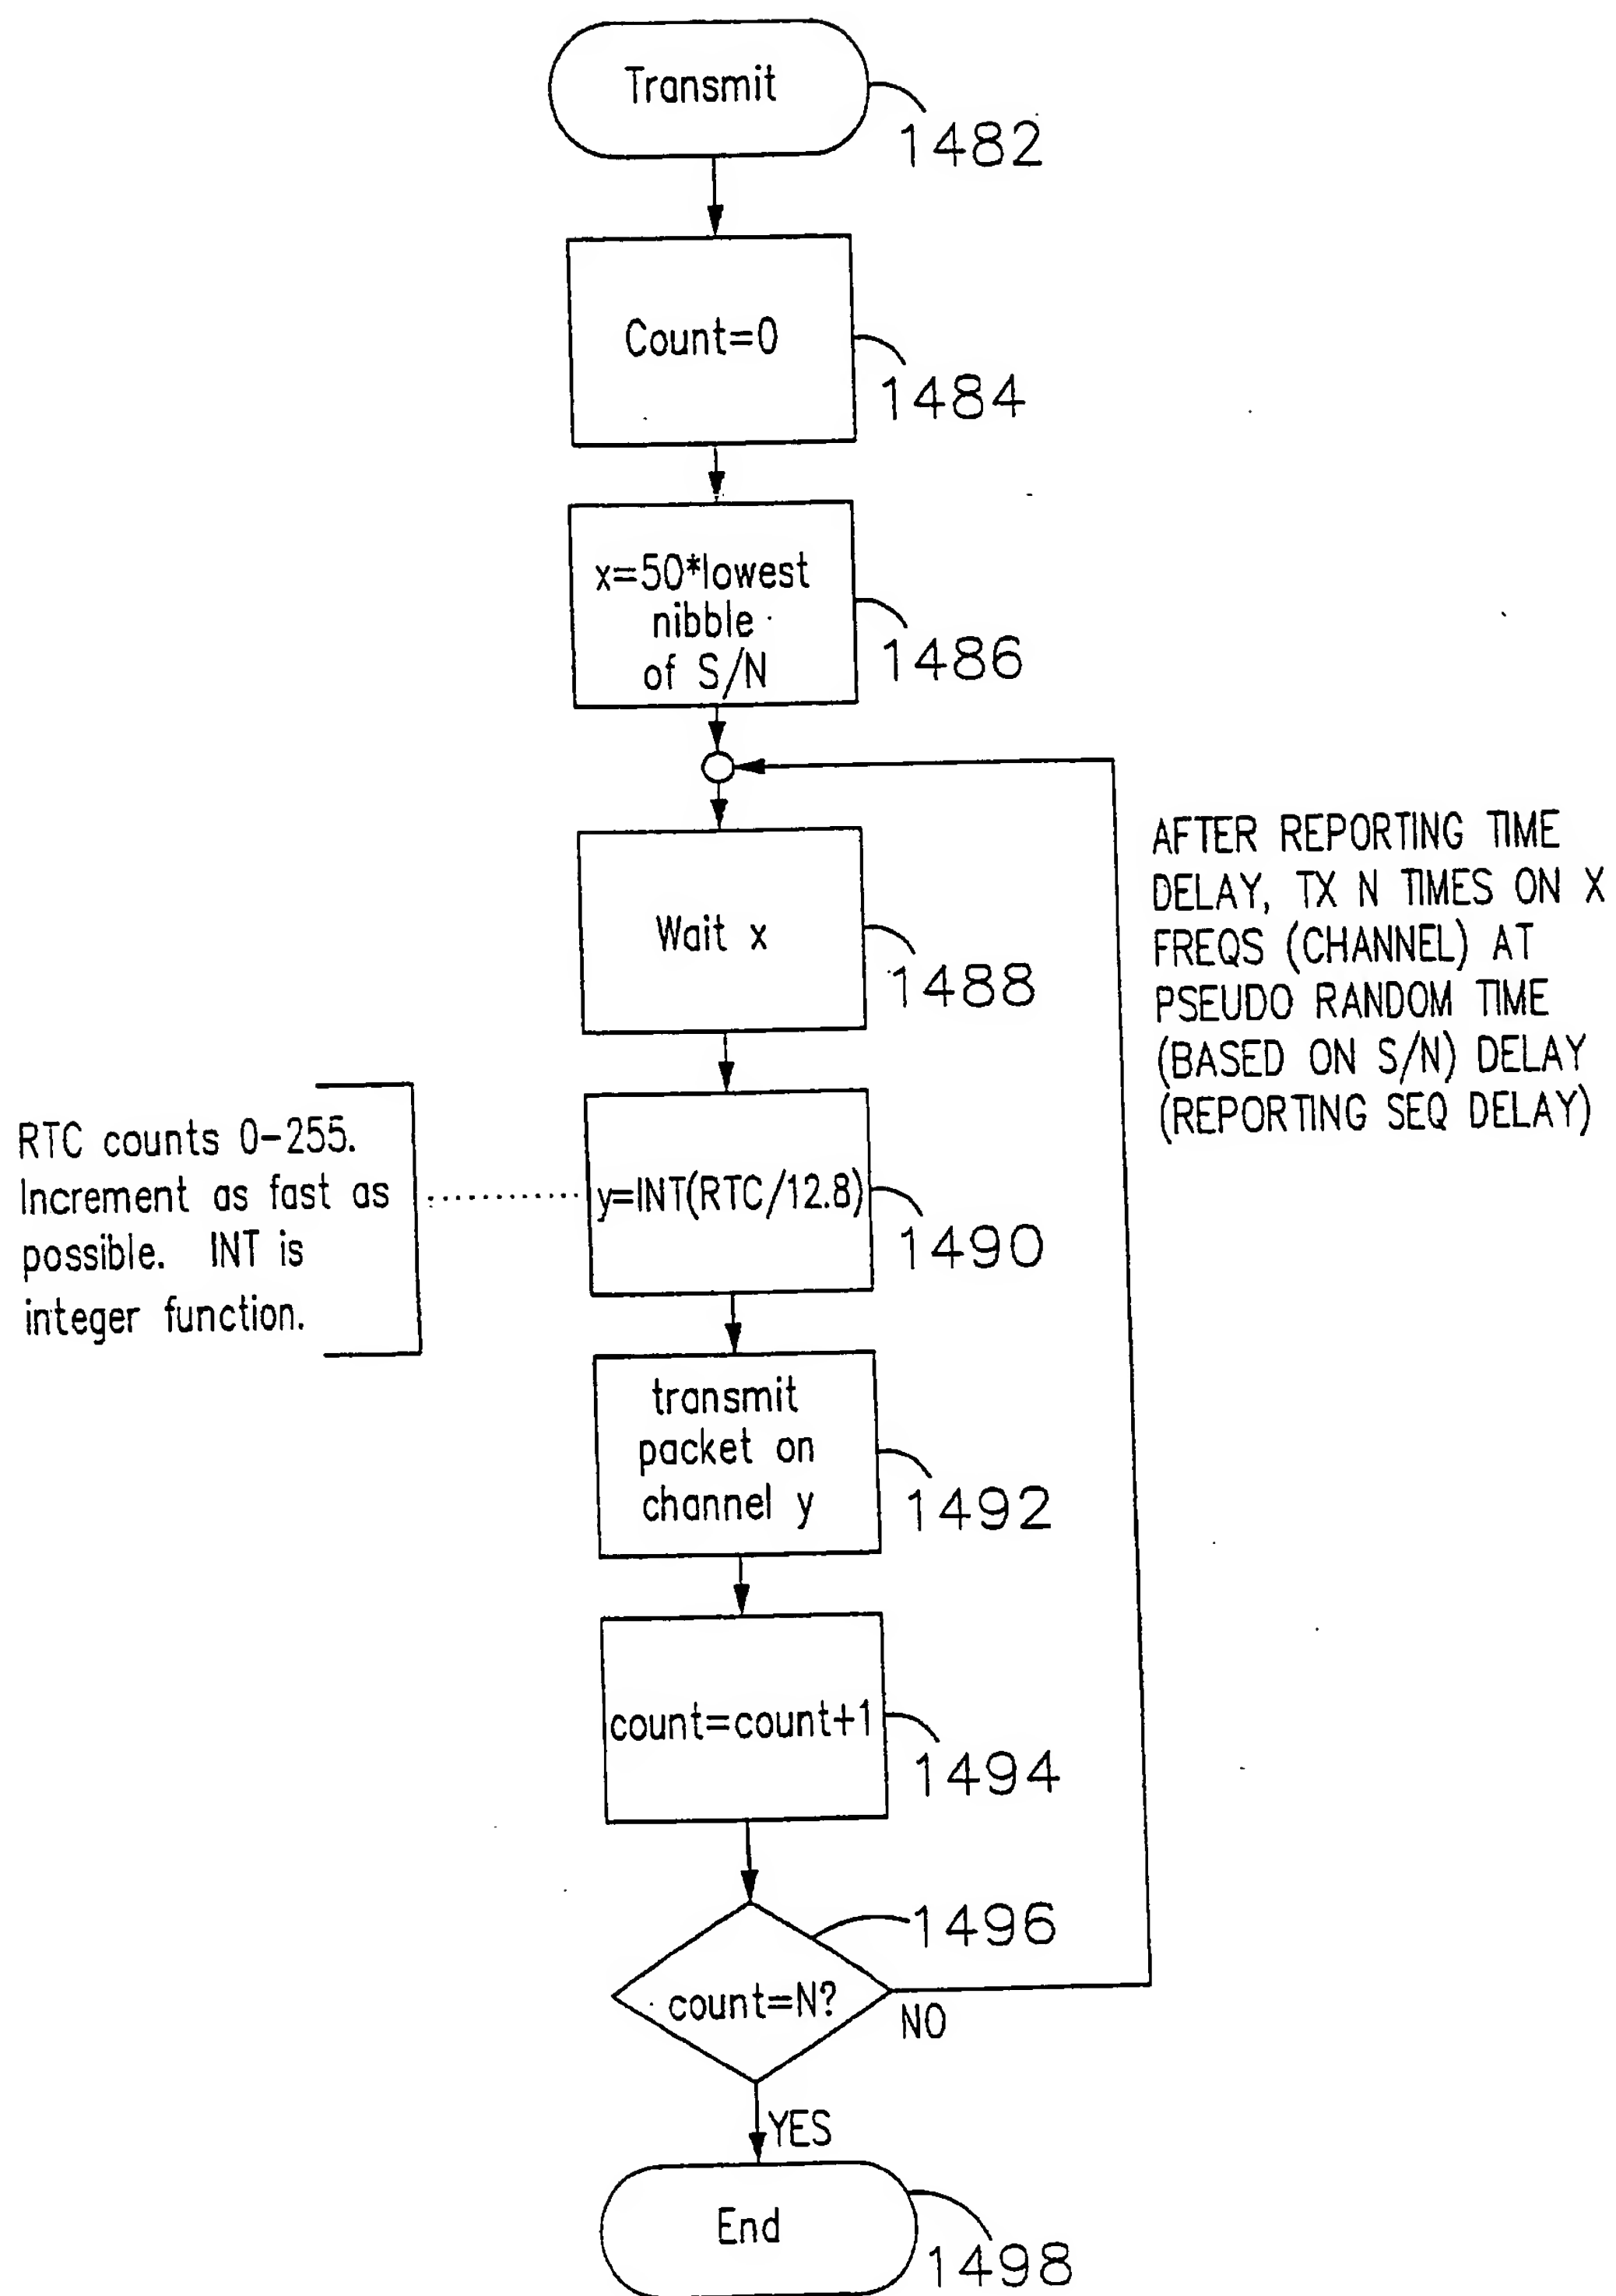 Transmit
1482
Count=0
1484
x=50*lowest
nibble
of S/N
1486
Wait x
1488
AFTER REPORTING TIME
DELAY, TX N TIMES ON X
FREQS (CHANNEL) AT
PSEUDO RANDOM TIME
(BASED ON S/N) DELAY
(REPORTING SEQ DELAY)
RTC counts 0-255.
Increment as fast as
possible. INT is
integer function.
y=INT(RTC/12.8)
1490
transmit
packet on
channel y
1492
count=count+1
1494
1496
count=N?
NO
YES
End
1498